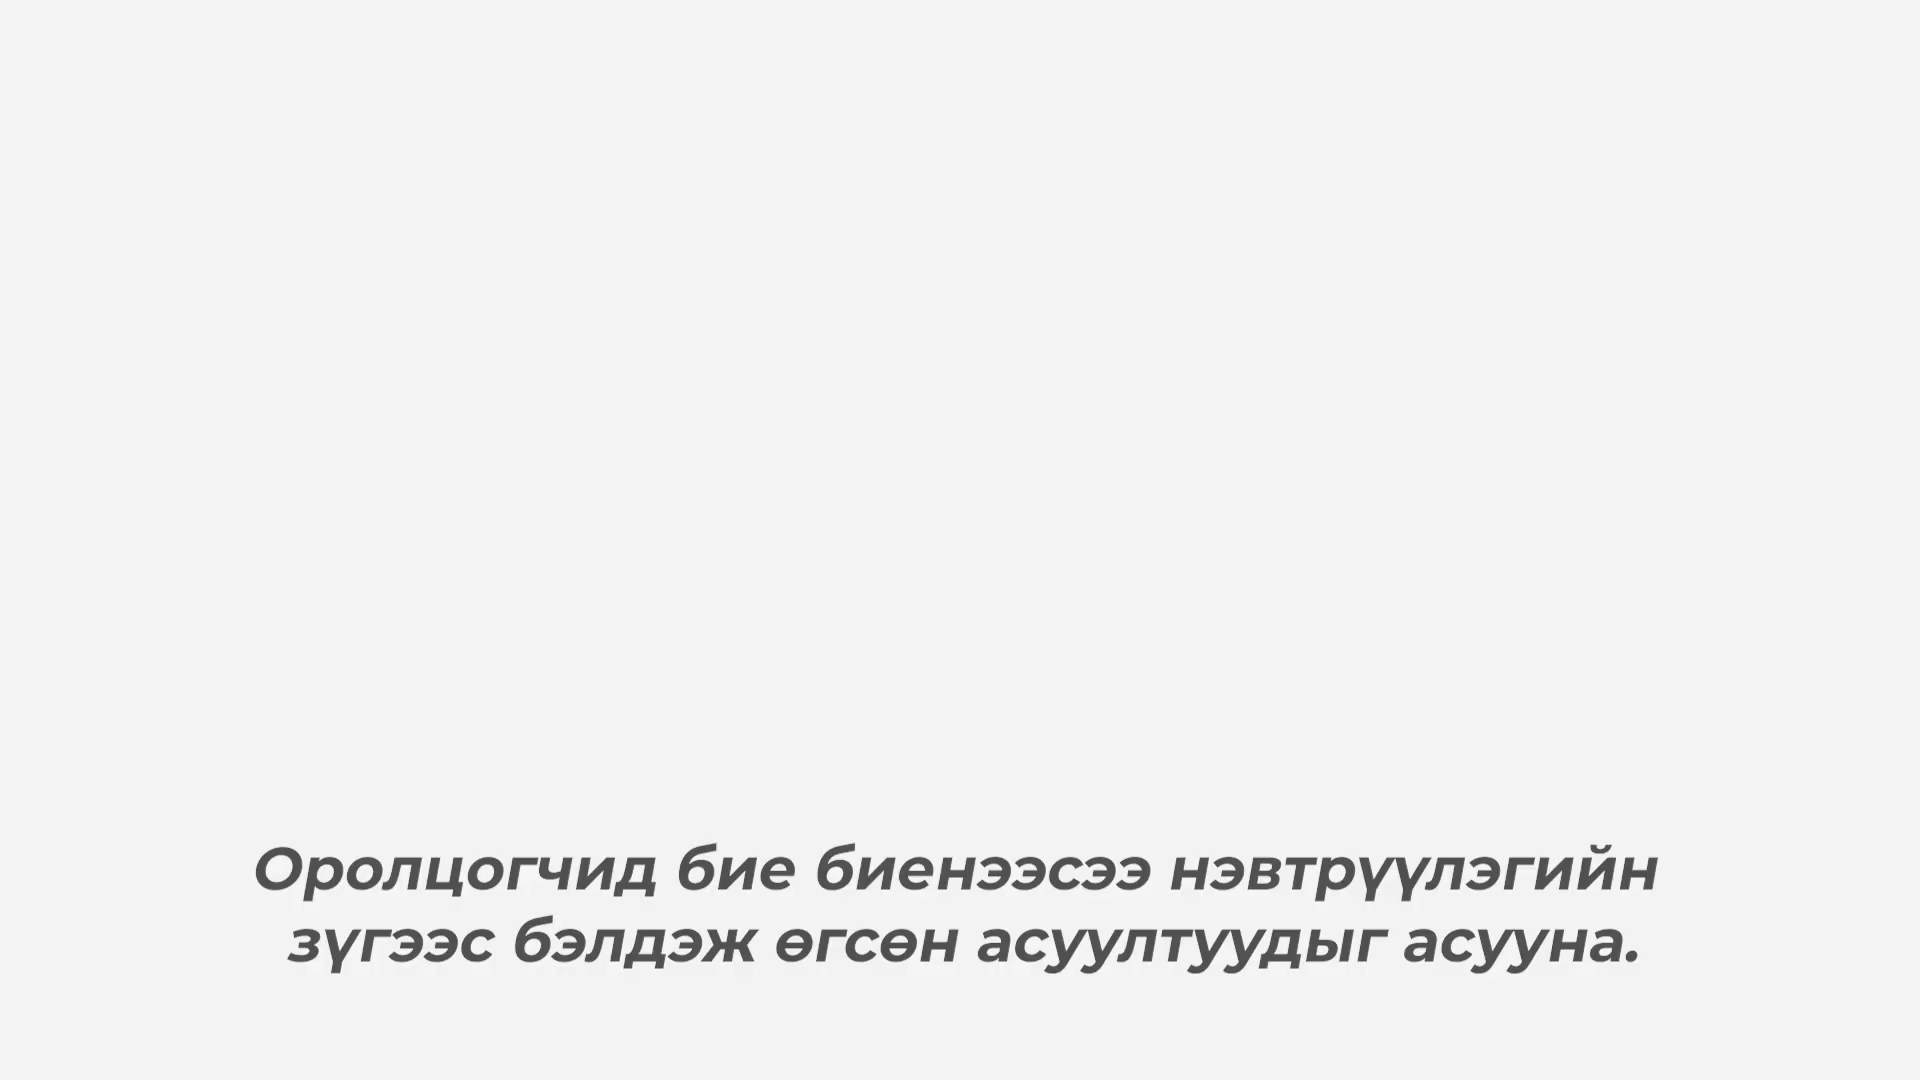 Оролцогчид бие биенээсээ нэвтрүүлэгийн
зүгээс бэлдэж өгсөн асуултуудыг асууна.